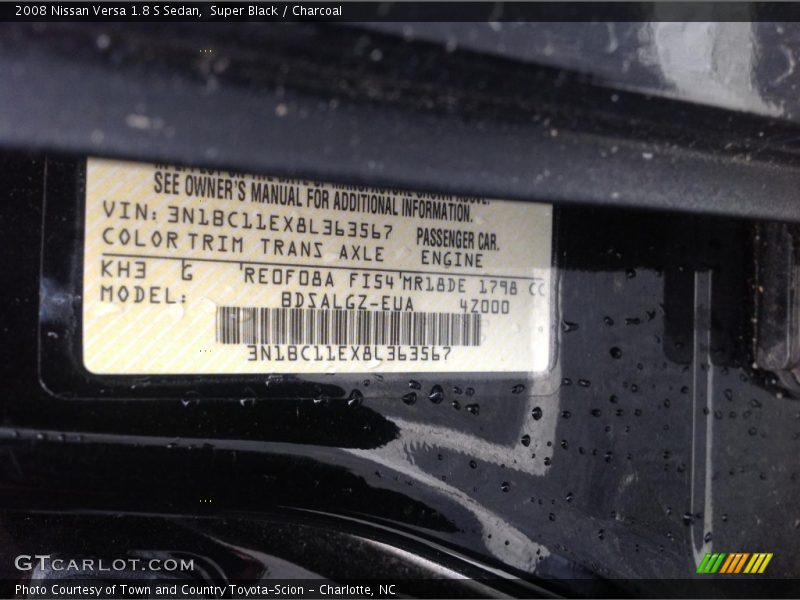 2008 Nissan Versa 1.8 S Sedan, Super Black / Charcoal
SEE OWNER'S MANUAL FOR ADDITIONAL INFORMATION.
VIN: 3N1BC11EX8L363567 PASSENGER CAR.
COLOR TRIM TRANS AXLE ENGINE
KH3 G RE0F08A FI54 MR18DE 1798 CC
MODEL: BDSALGZ-EUA 4Z000
3N1BC11EX8L363567
GTCARLOT.COM
Photo Courtesy of Town and Country Toyota-Scion - Charlotte, NC